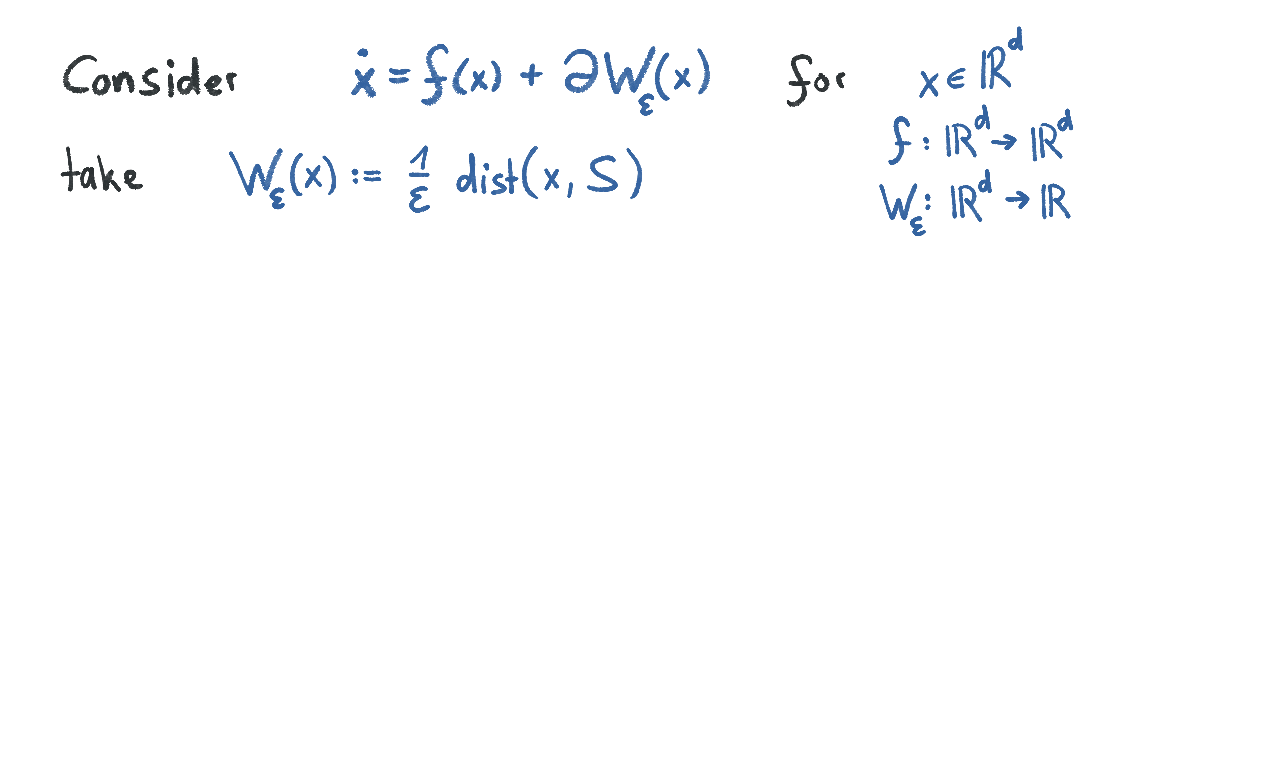 Consider ẋ = f(x) + ∂W_ε(x) for x ∈ ℝ^d
f : ℝ^d → ℝ^d
take W_ε(x) := 1/ε dist(x, S)
W_ε : ℝ^d → ℝ